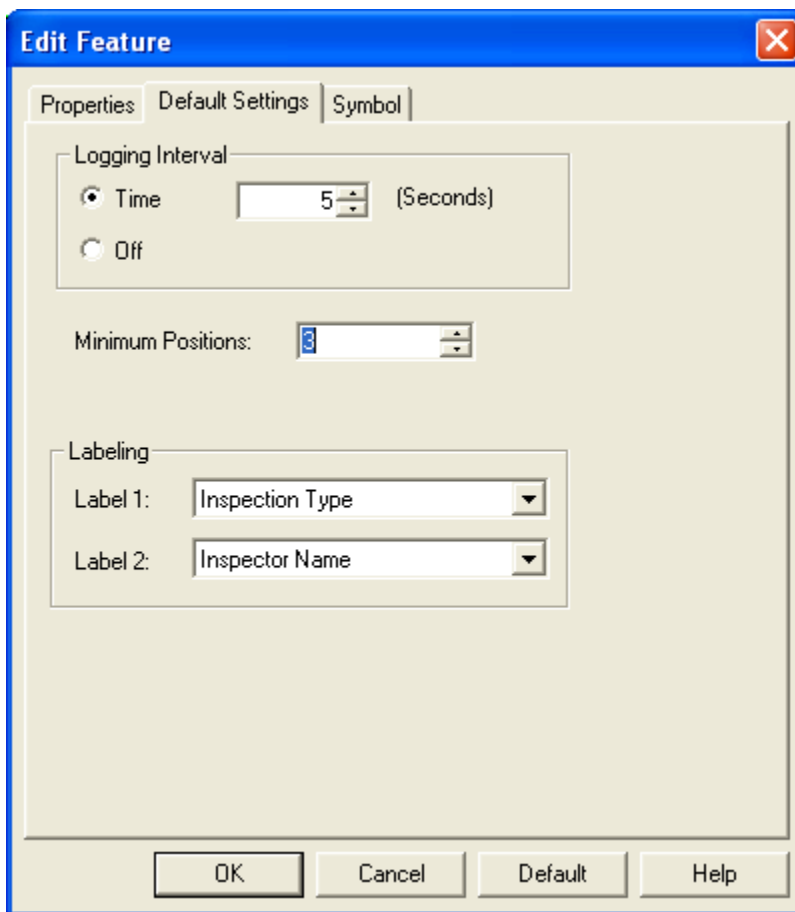 Edit Feature
Properties Default Settings Symbol
Logging Interval
Time 5 (Seconds)
Off
Minimum Positions: 3
Labeling
Label 1: Inspection Type
Label 2: Inspector Name
OK Cancel Default Help